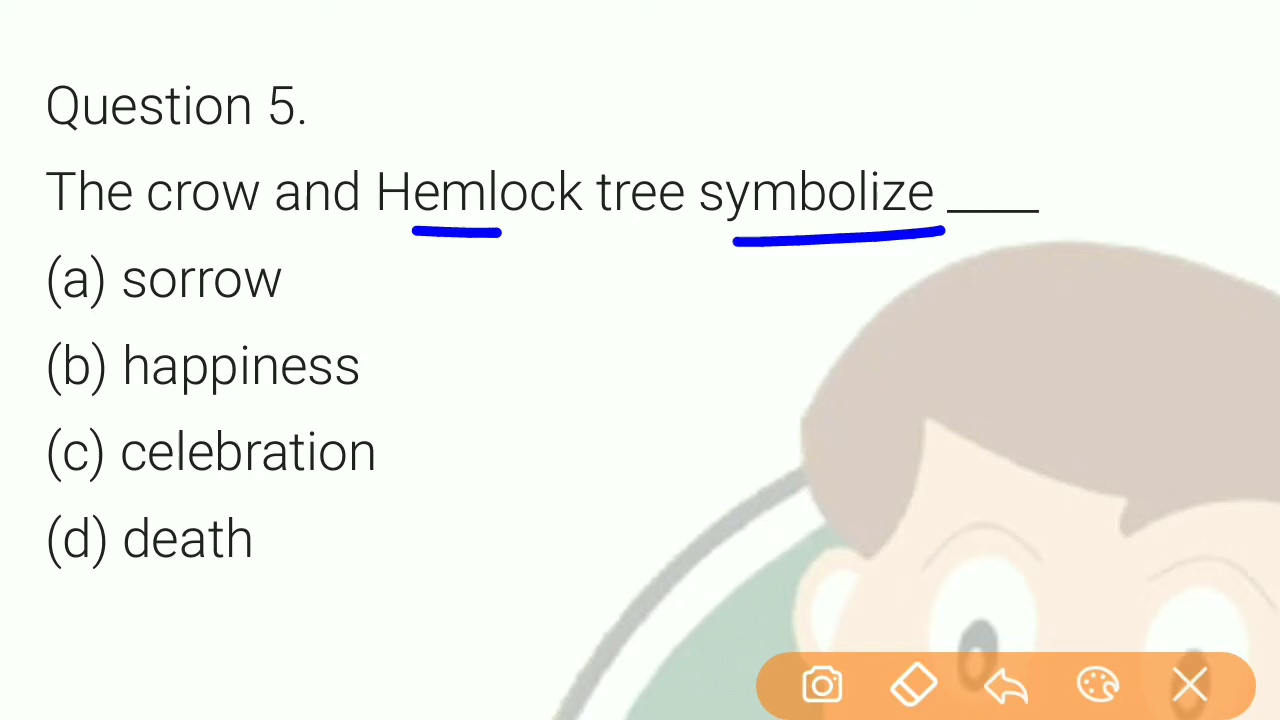 Question 5.
The crow and Hemlock tree symbolize ____
(a) sorrow
(b) happiness
(c) celebration
(d) death